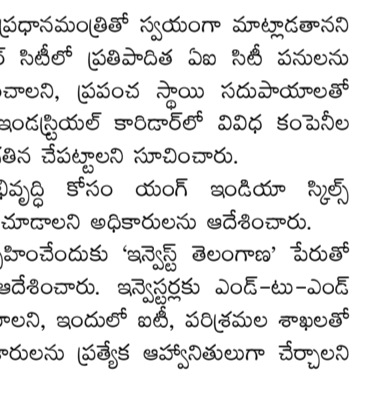 ప్రధానమంత్రితో స్వయంగా మాట్లాడతానని
సిటీలో ప్రతిపాదిత ఏఐ సిటీ పనులను
చాలని, ప్రపంచ స్థాయి సదుపాయాలతో
ఇండస్ట్రియల్ కారిడార్‌లో వివిధ కంపెనీల
తిన చేపట్టాలని సూచించారు.
భివృద్ధి కోసం యంగ్ ఇండియా స్కిల్స్
చూడాలని అధికారులను ఆదేశించారు.
హించేందుకు ‘ఇన్వెస్ట్ తెలంగాణ’ పేరుతో
ఆదేశించారు. ఇన్వెస్టర్లకు ఎండ్-టు-ఎండ్
లని, ఇందులో ఐటీ, పరిశ్రమల శాఖలతో
రులను ప్రత్యేక ఆహ్వానితులుగా చేర్చాలని